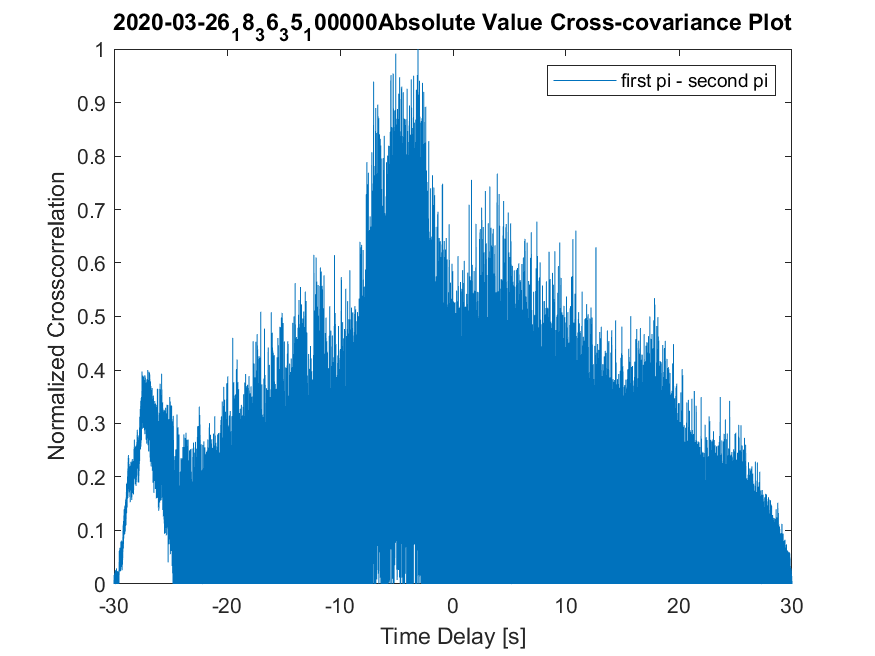 2020-03-26₁8₃6₃5₁00000Absolute Value Cross-covariance Plot
first pi - second pi
Normalized Crosscorrelation
1
0.9
0.8
0.7
0.6
0.5
0.4
0.3
0.2
0.1
0
-30 -20 -10 0 10 20 30
Time Delay [s]